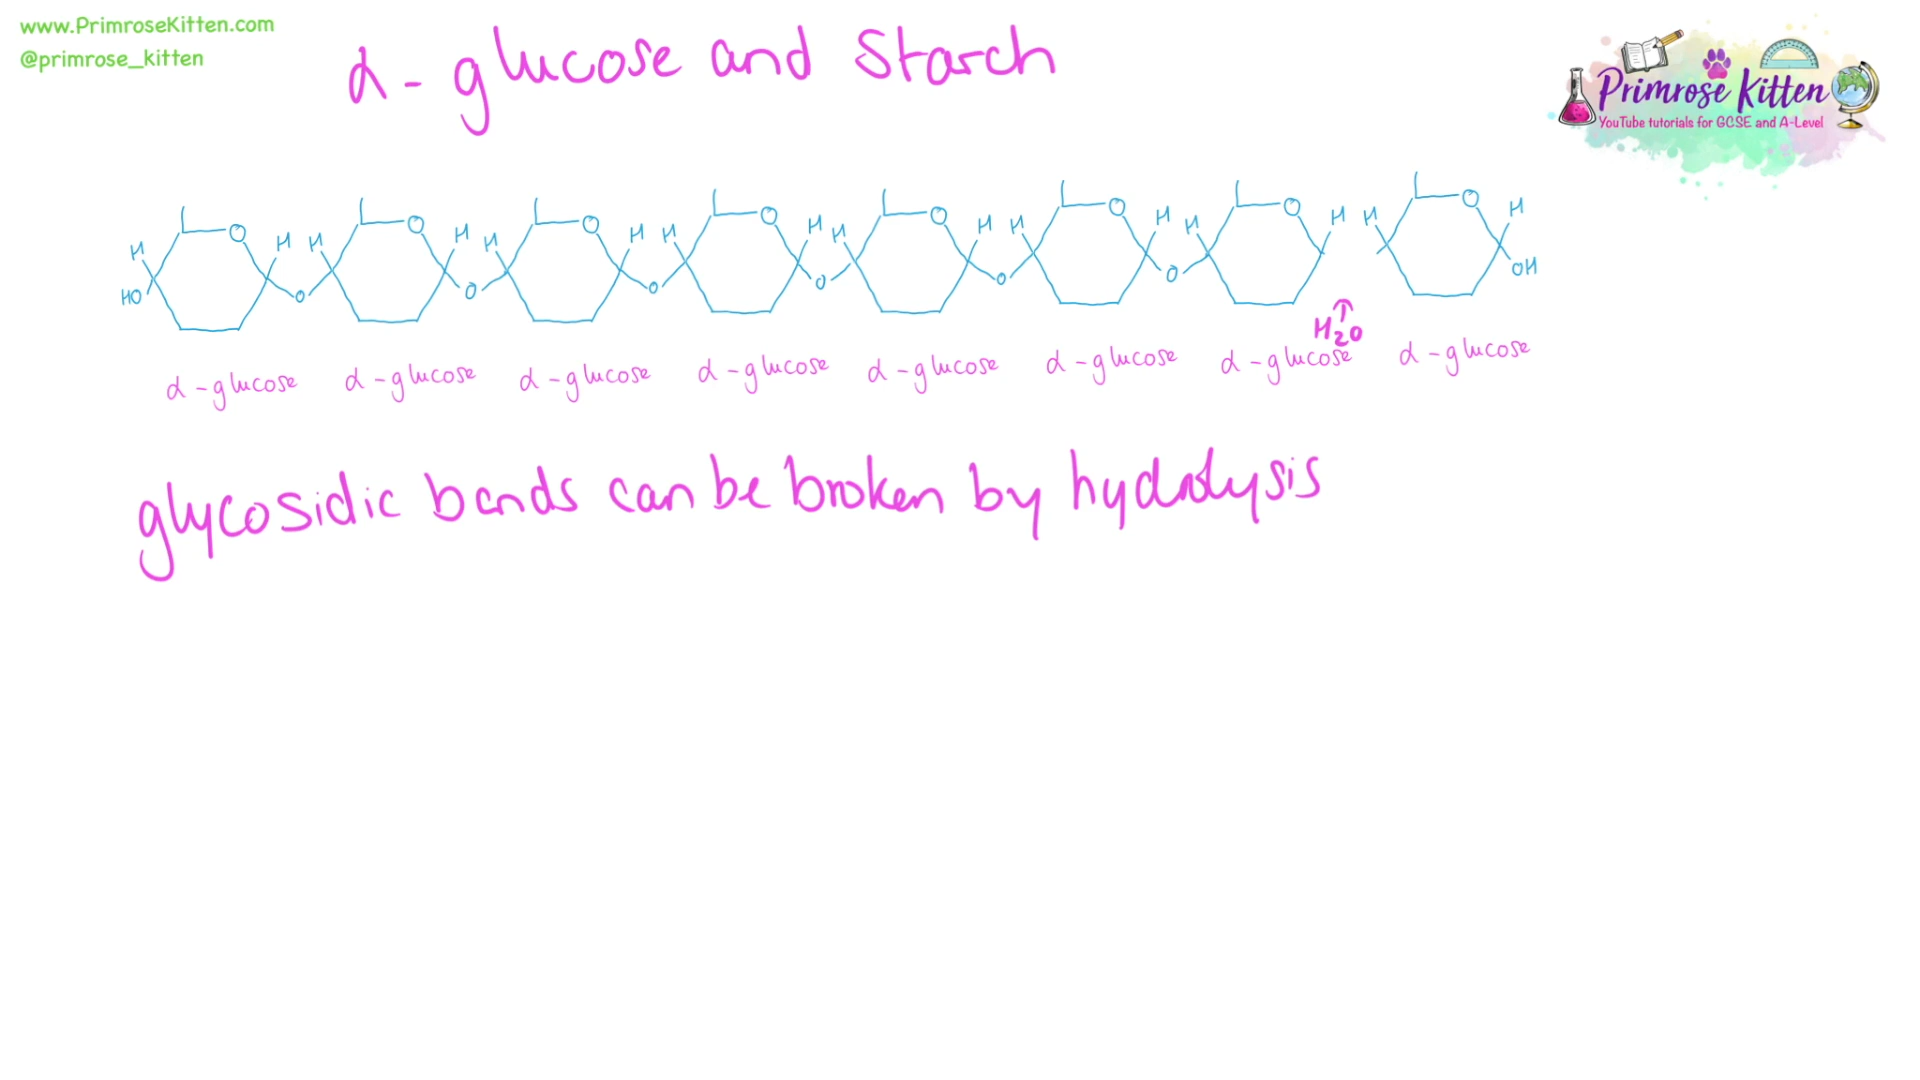 www.PrimroseKitten.com
@primrose_kitten
α - glucose and Starch
Primrose Kitten
YouTube tutorials for GCSE and A-Level
H O H H O H H O H H O H H O H H O H H O H H O H
HO O O O O O O OH
H₂O
α - glucose α - glucose α - glucose α - glucose α - glucose α - glucose α - glucose α - glucose
glycosidic bonds can be broken by hydrolysis